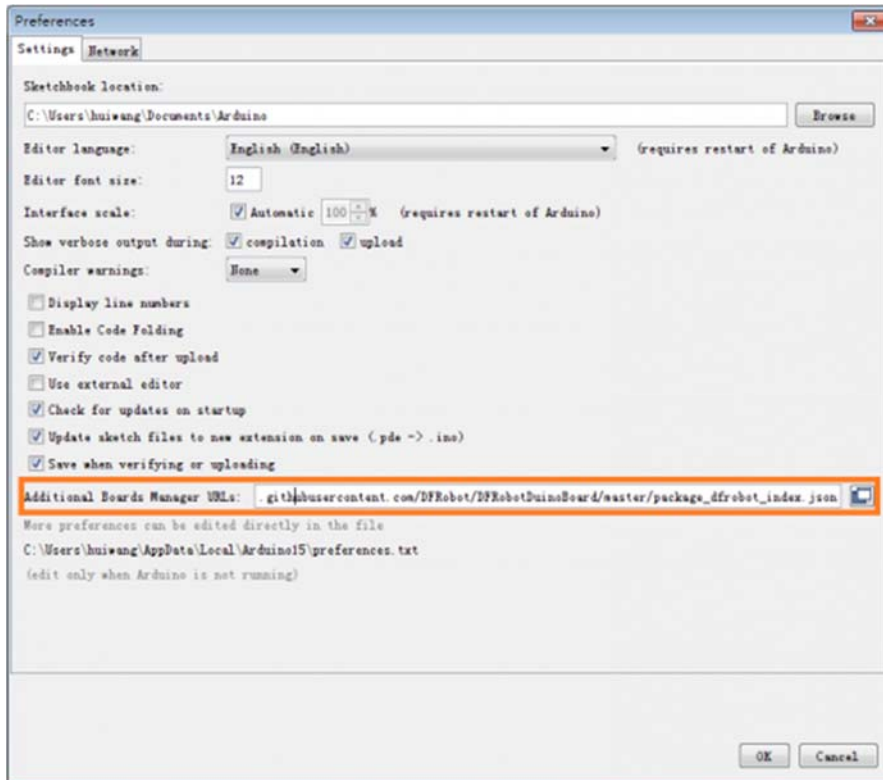 Preferences
Settings Network
Sketchbook location:
C:\Users\huiwang\Documents\Arduino Browse
Editor language: English (English) (requires restart of Arduino)
Editor font size: 12
Interface scale: Automatic 100 % (requires restart of Arduino)
Show verbose output during: compilation upload
Compiler warnings: None
Display line numbers
Enable Code Folding
Verify code after upload
Use external editor
Check for updates on startup
Update sketch files to new extension on save (.pde -> .ino)
Save when verifying or uploading
Additional Boards Manager URLs: .githubusercontent.com/DFRobot/DFRobotDuinoBoard/master/package_dfrobot_index.json
More preferences can be edited directly in the file
C:\Users\huiwang\AppData\Local\Arduino15\preferences.txt
(edit only when Arduino is not running)
OK Cancel